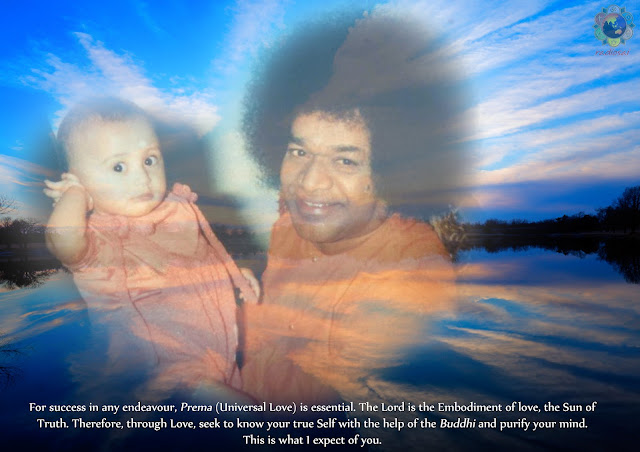 For success in any endeavour, Prema (Universal Love) is essential. The Lord is the Embodiment of love, the Sun of
Truth. Therefore, through Love, seek to know your true Self with the help of the Buddhi and purify your mind.
This is what I expect of you.